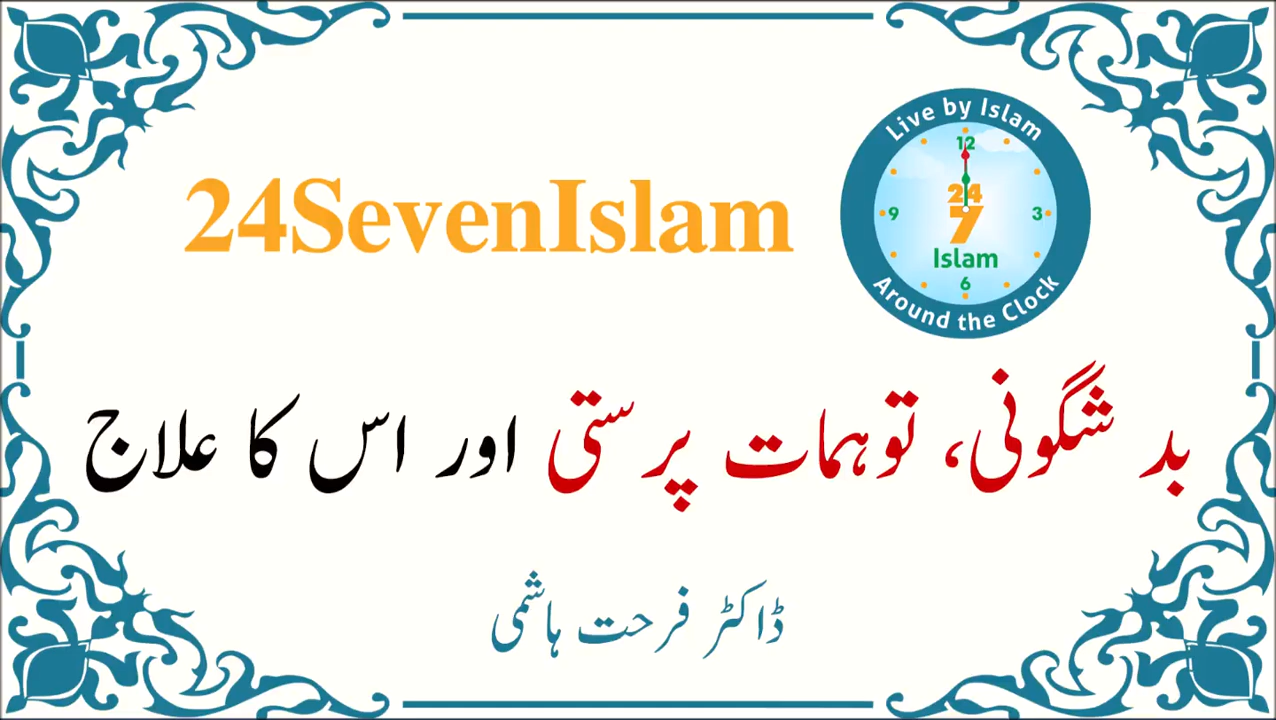 24SevenIslam
Live by Islam
12
24
7
9
3
Islam
6
Around the Clock
بد شگونی، توہمات پرستی اور اس کا علاج
ڈاکٹر فرحت ہاشمی